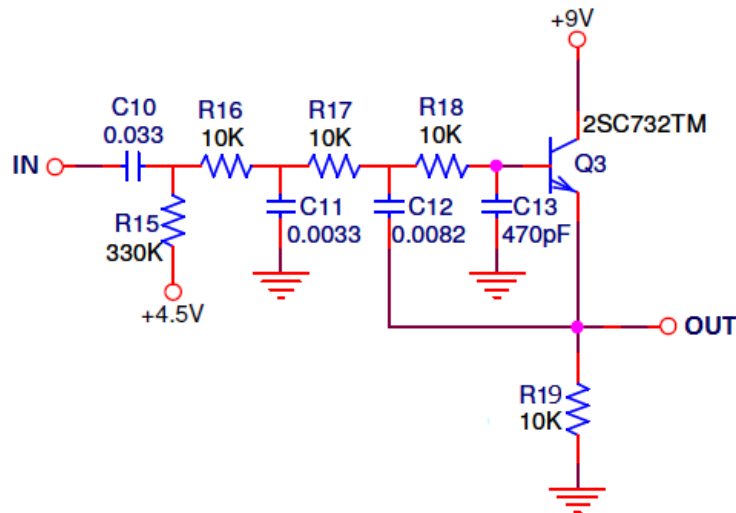 +9V
C10
0.033
R16
10K
R17
10K
R18
10K
2SC732TM
IN
Q3
R15
330K
C11
0.0033
C12
0.0082
C13
470pF
+4.5V
OUT
R19
10K